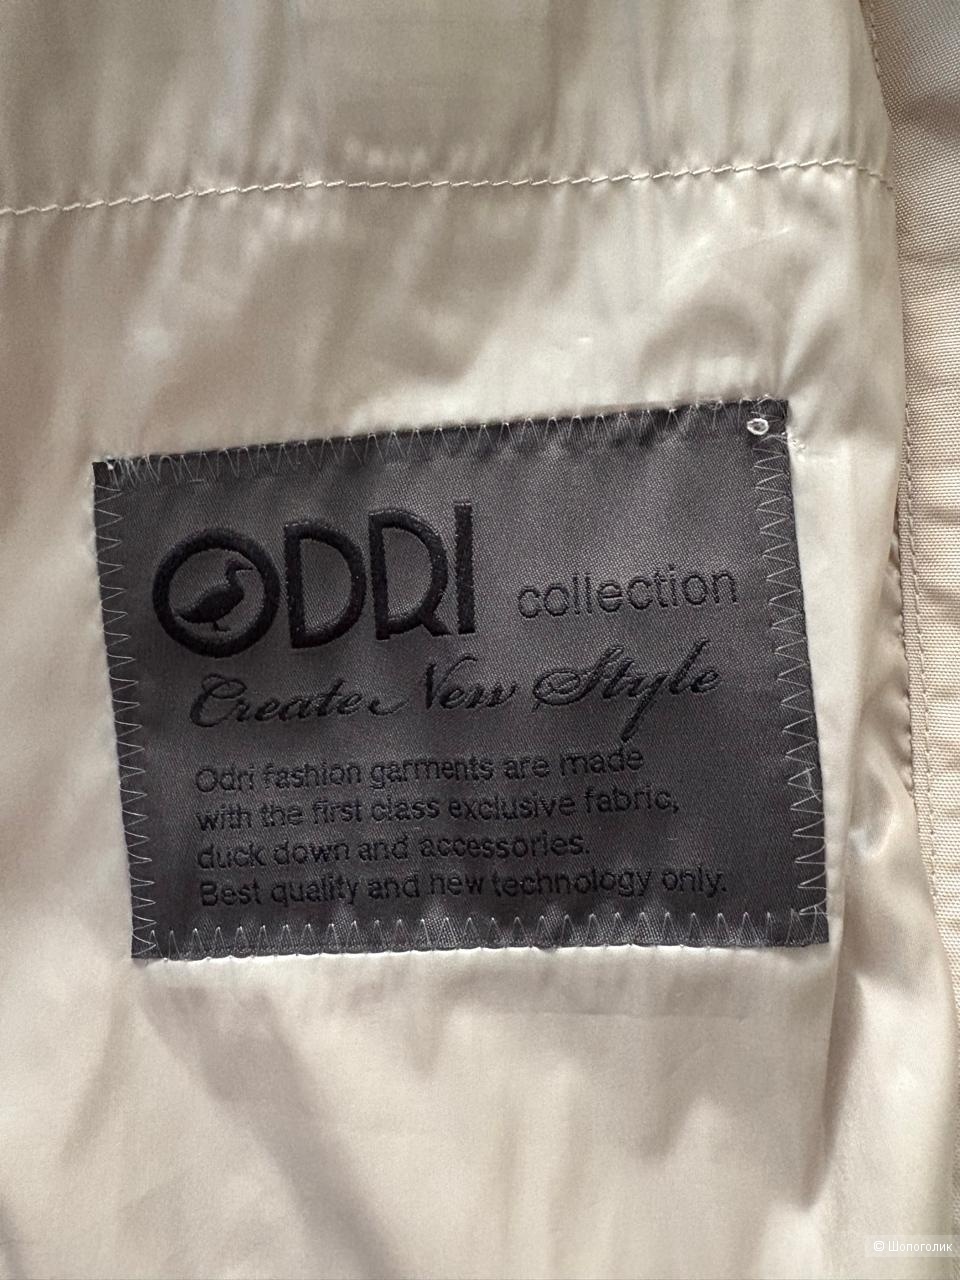 ODRI collection
Create New Style
Odri fashion garments are made
with the first class exclusive fabric,
duck down and accessories.
Best quality and new technology only.
© Шопоголик